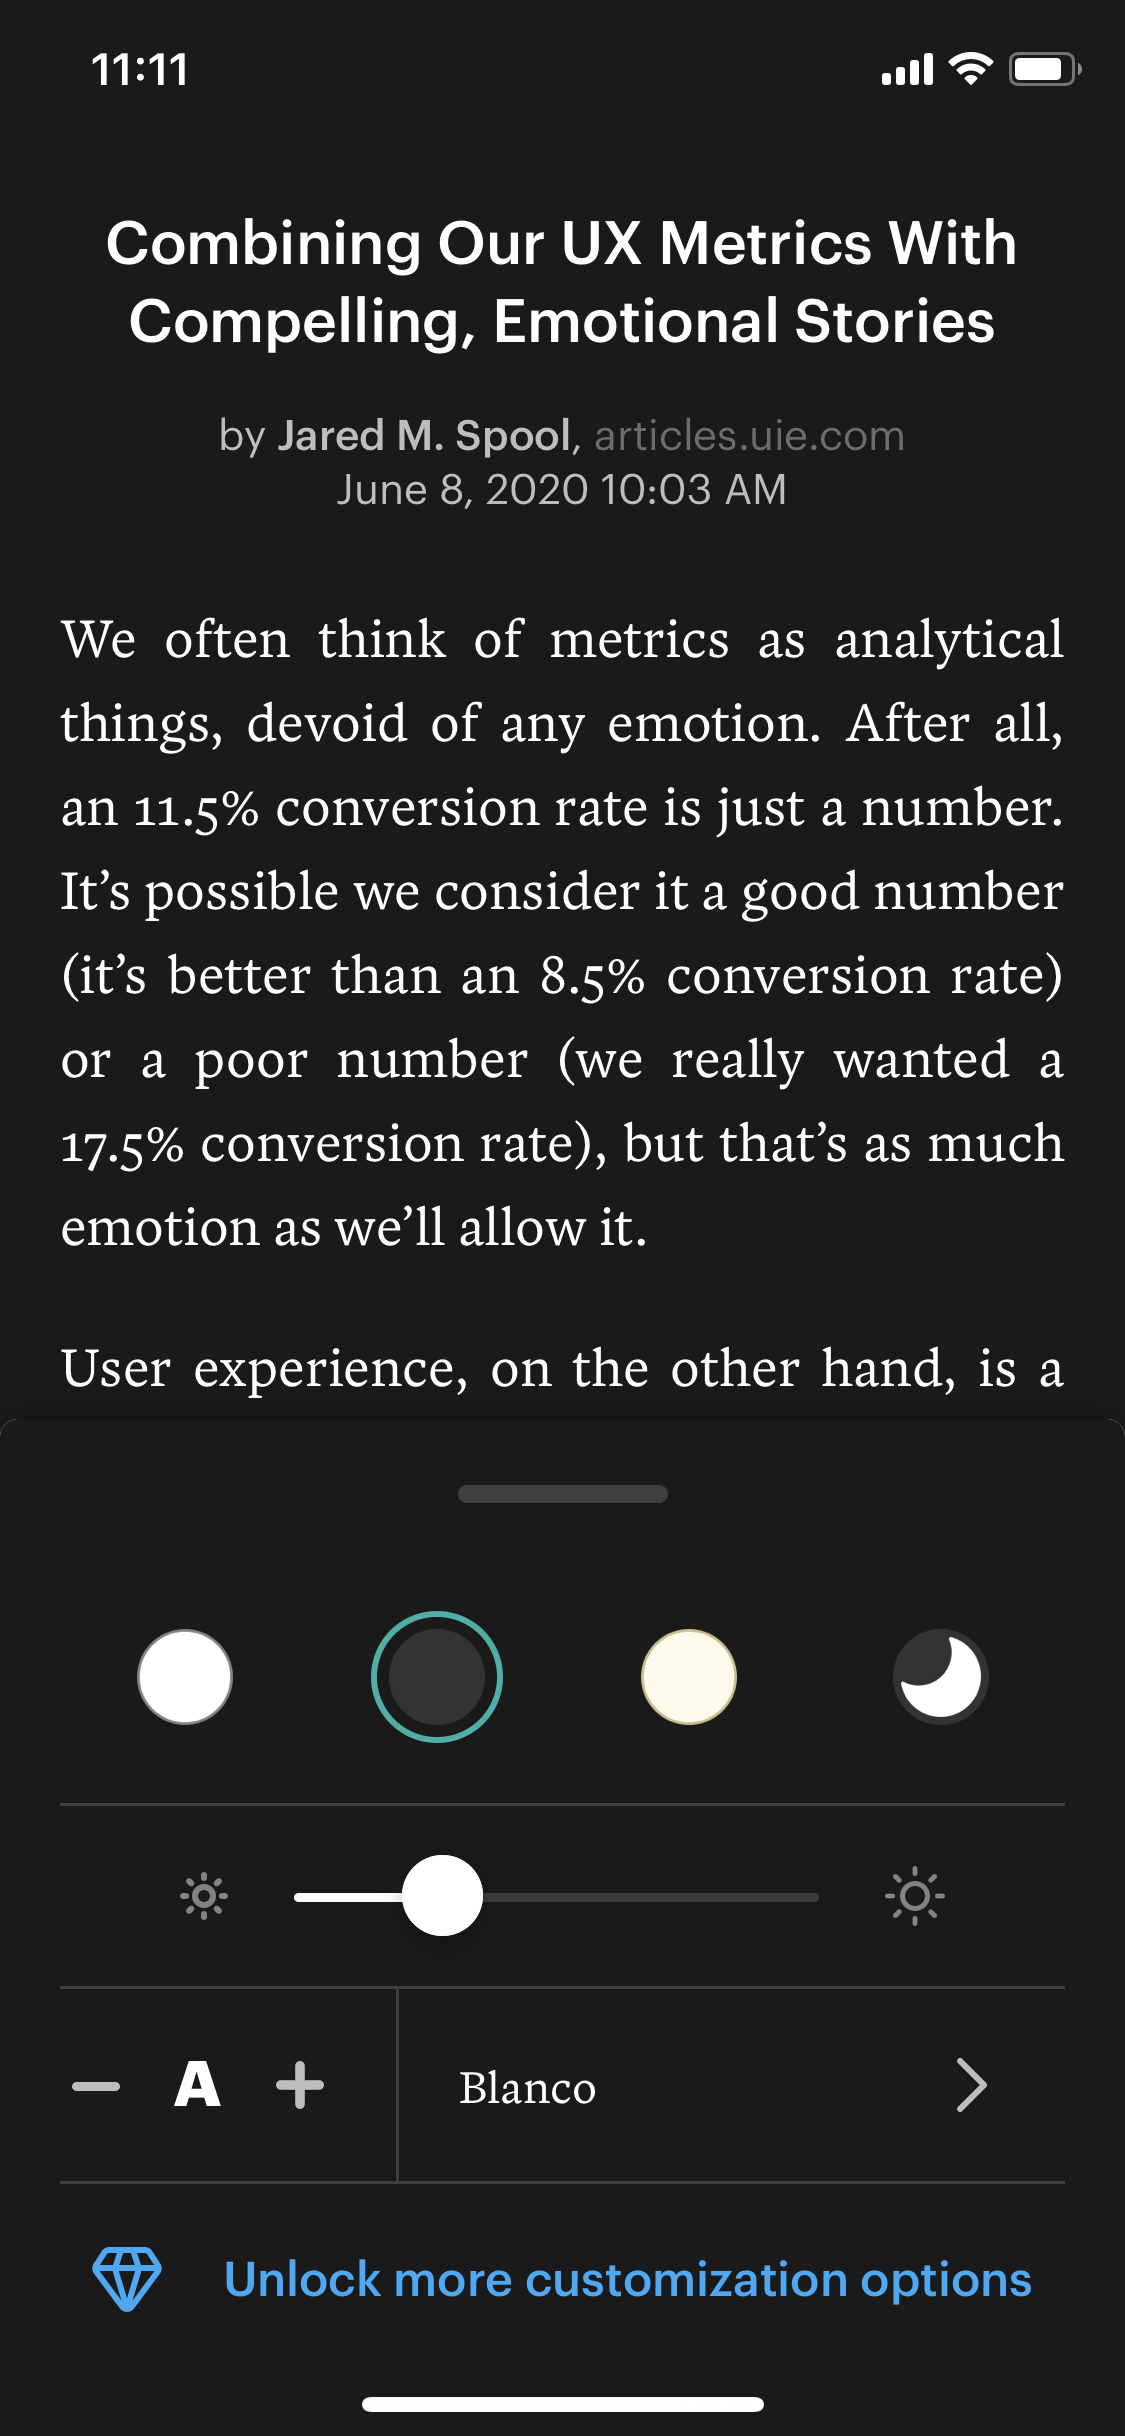 11:11
Combining Our UX Metrics With
Compelling, Emotional Stories
by Jared M. Spool, articles.uie.com
June 8, 2020 10:03 AM
We often think of metrics as analytical
things, devoid of any emotion. After all,
an 11.5% conversion rate is just a number.
It’s possible we consider it a good number
(it’s better than an 8.5% conversion rate)
or a poor number (we really wanted a
17.5% conversion rate), but that’s as much
emotion as we’ll allow it.
User experience, on the other hand, is a
A
Blanco
Unlock more customization options